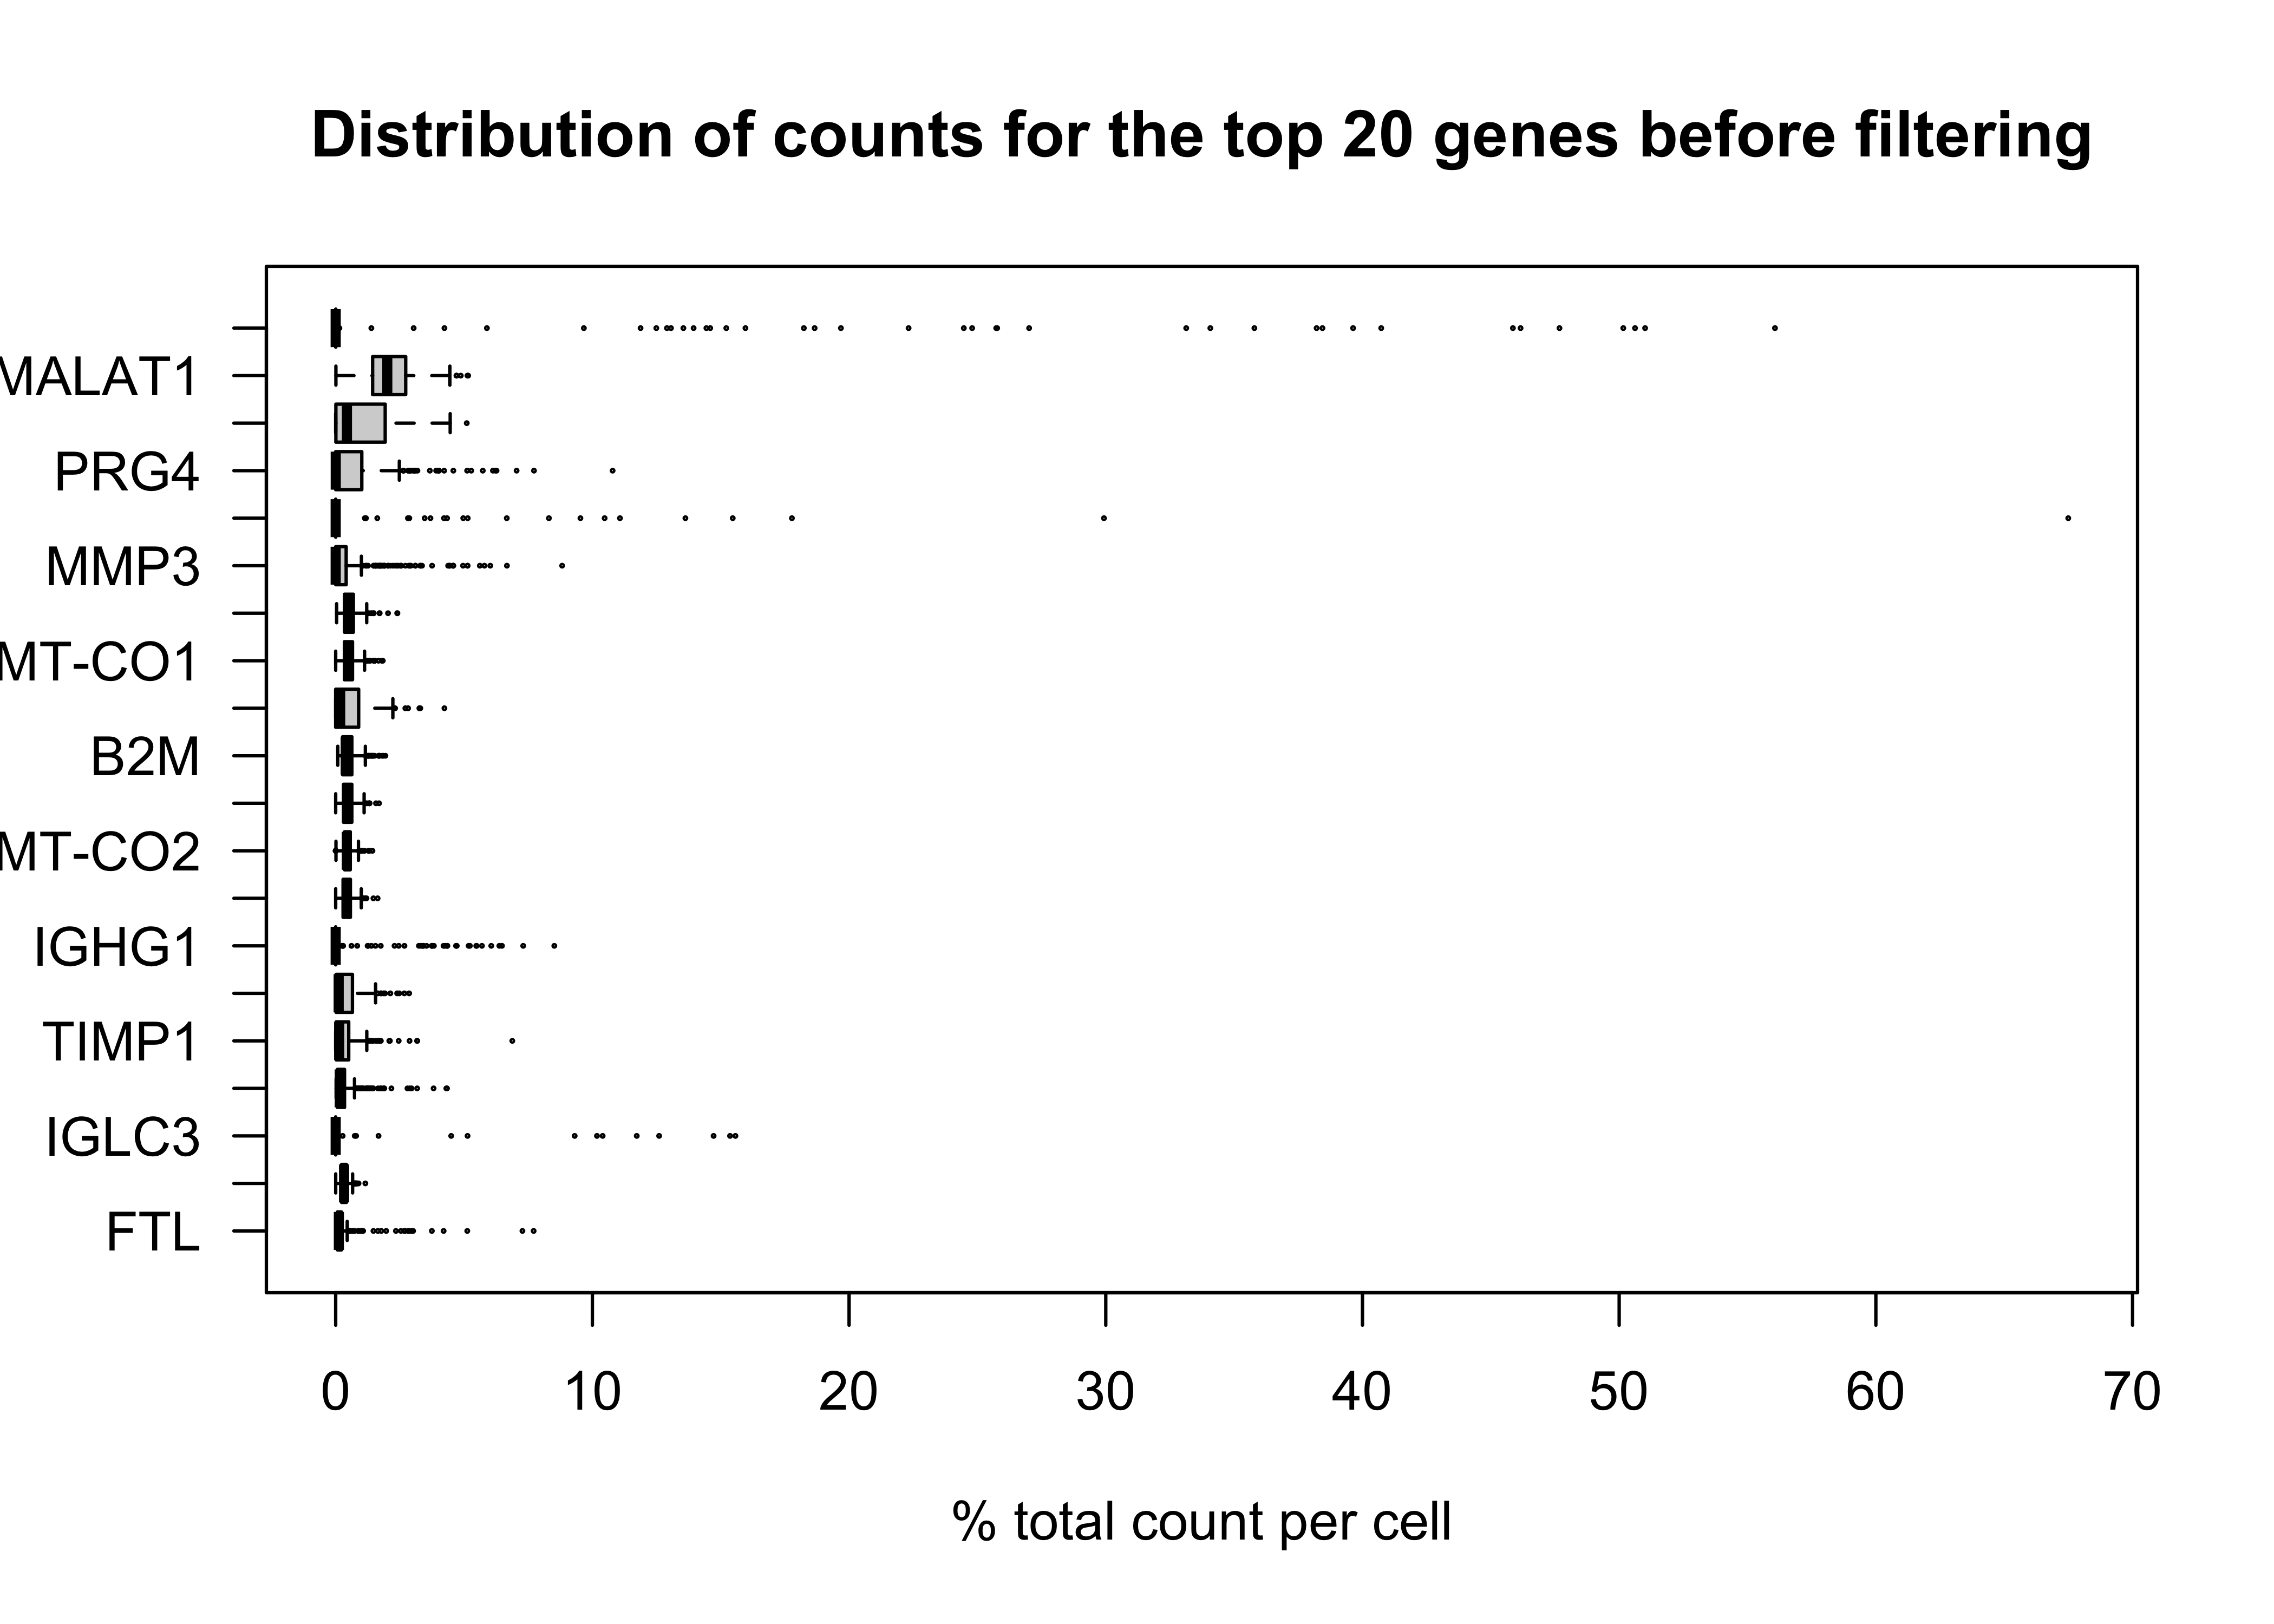 Distribution of counts for the top 20 genes before filtering
MALAT1
PRG4
MMP3
MT-CO1
B2M
MT-CO2
IGHG1
TIMP1
IGLC3
FTL
0 10 20 30 40 50 60 70
% total count per cell